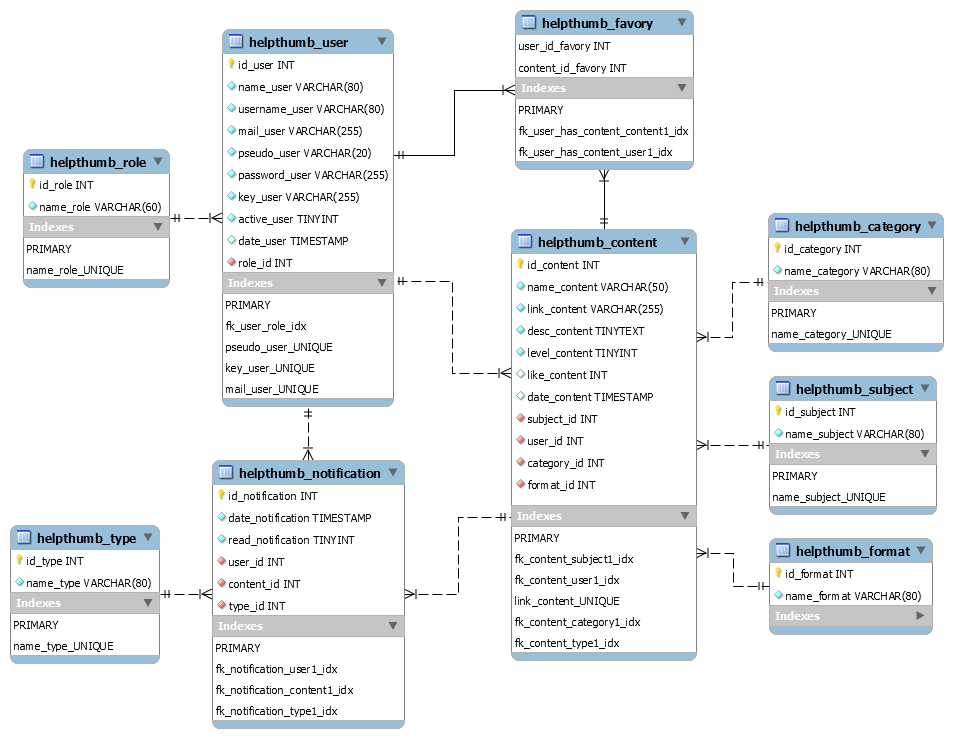 helpthumb_role
id_role INT
name_role VARCHAR(60)
Indexes
PRIMARY
name_role_UNIQUE
helpthumb_user
id_user INT
name_user VARCHAR(80)
username_user VARCHAR(80)
mail_user VARCHAR(255)
pseudo_user VARCHAR(20)
password_user VARCHAR(255)
key_user VARCHAR(255)
active_user TINYINT
date_user TIMESTAMP
role_id INT
Indexes
PRIMARY
fk_user_role_idx
pseudo_user_UNIQUE
key_user_UNIQUE
mail_user_UNIQUE
helpthumb_favory
user_id_favory INT
content_id_favory INT
Indexes
PRIMARY
fk_user_has_content_content1_idx
fk_user_has_content_user1_idx
helpthumb_content
id_content INT
name_content VARCHAR(50)
link_content VARCHAR(255)
desc_content TINYTEXT
level_content TINYINT
like_content INT
date_content TIMESTAMP
subject_id INT
user_id INT
category_id INT
format_id INT
Indexes
PRIMARY
fk_content_subject1_idx
fk_content_user1_idx
link_content_UNIQUE
fk_content_category1_idx
fk_content_type1_idx
helpthumb_category
id_category INT
name_category VARCHAR(80)
Indexes
PRIMARY
name_category_UNIQUE
helpthumb_subject
id_subject INT
name_subject VARCHAR(80)
Indexes
PRIMARY
name_subject_UNIQUE
helpthumb_format
id_format INT
name_format VARCHAR(80)
Indexes
helpthumb_type
id_type INT
name_type VARCHAR(80)
Indexes
PRIMARY
name_type_UNIQUE
helpthumb_notification
id_notification INT
date_notification TIMESTAMP
read_notification TINYINT
user_id INT
content_id INT
type_id INT
Indexes
PRIMARY
fk_notification_user1_idx
fk_notification_content1_idx
fk_notification_type1_idx